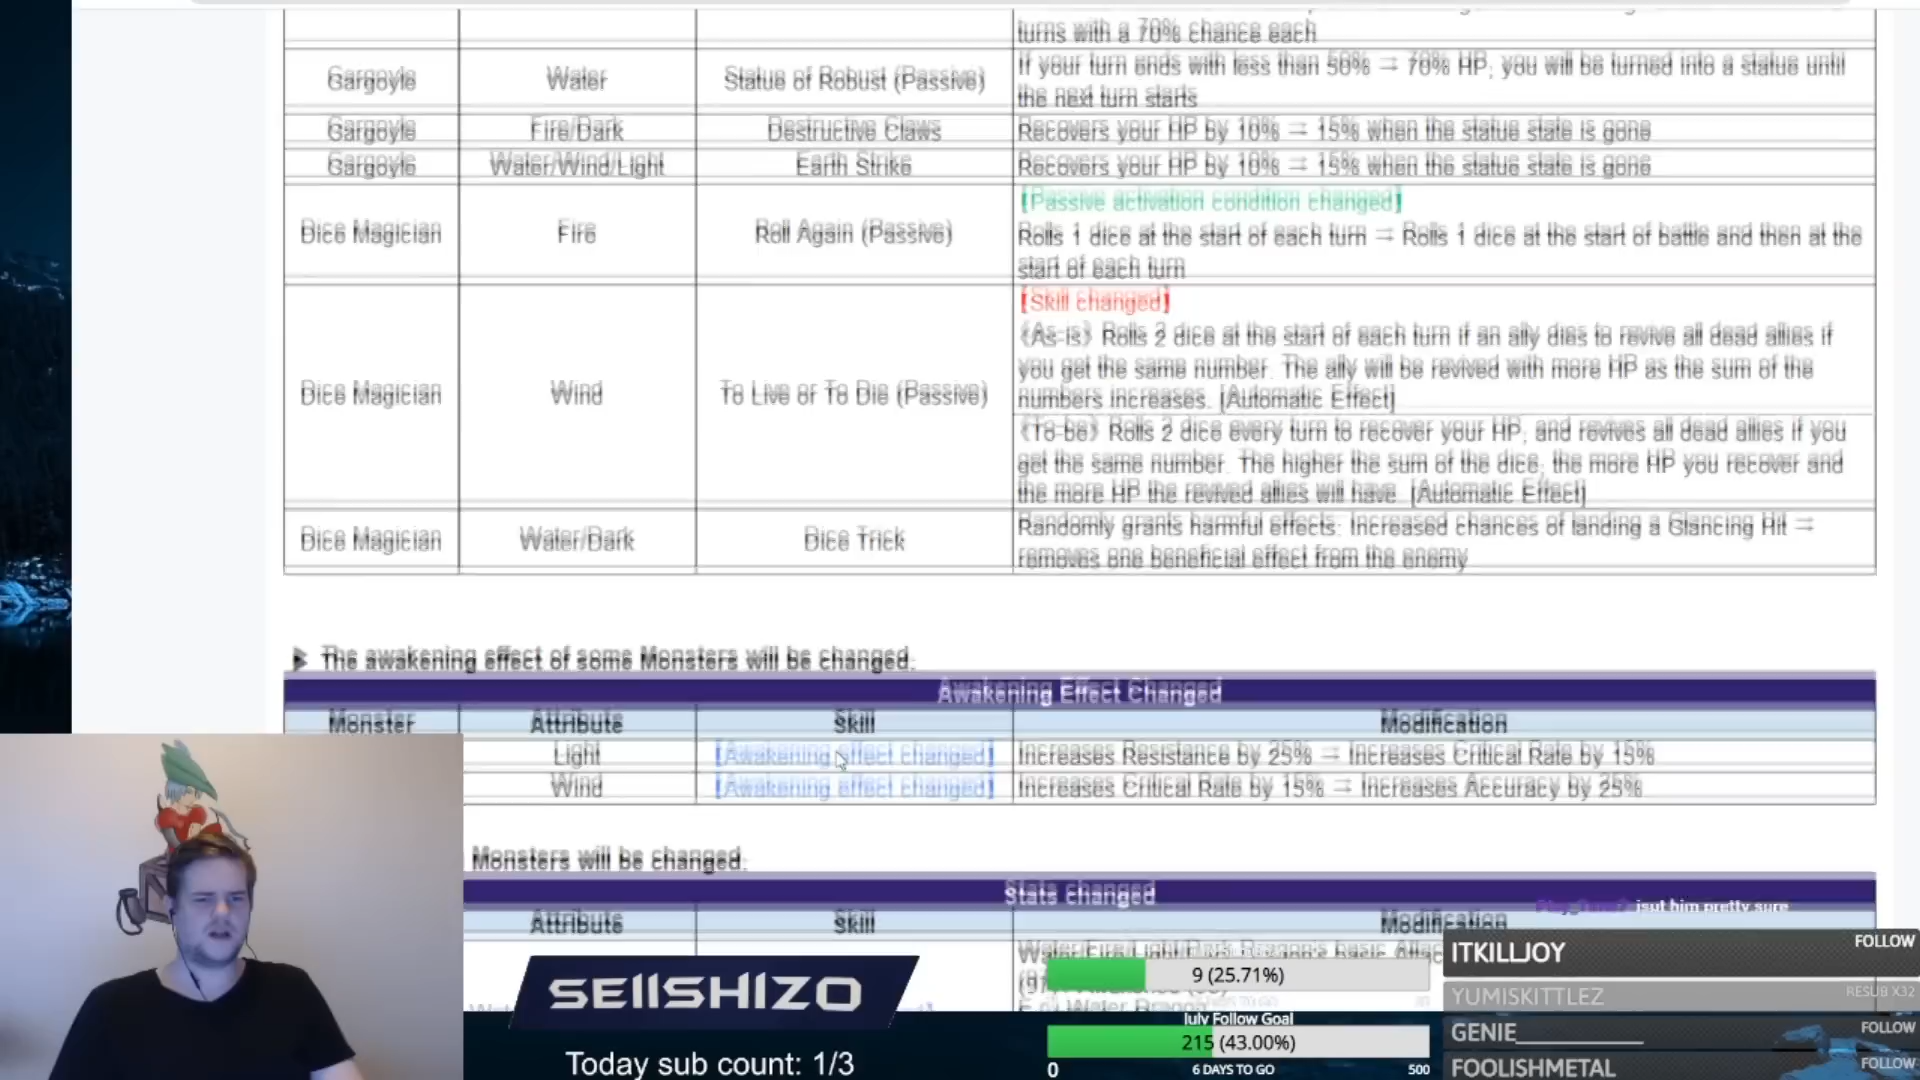 turns with a 70% chance each
Gargoyle Water Statue of Robust (Passive) If your turn ends with less than 50% → 70% HP, you will be turned into a statue until
the next turn starts
Gargoyle Fire/Dark Destructive Claws Recovers your HP by 10% → 15% when the statue state is gone
Gargoyle Water/Wind/Light Earth Strike Recovers your HP by 10% → 15% when the statue state is gone
[Passive activation condition changed]
Dice Magician Fire Roll Again (Passive) Rolls 1 dice at the start of each turn → Rolls 1 dice at the start of battle and then at the
start of each turn
[Skill changed]
(As-is) Rolls 2 dice at the start of each turn if an ally dies to revive all dead allies if
you get the same number. The ally will be revived with more HP as the sum of the
Dice Magician Wind To Live or To Die (Passive) numbers increases. [Automatic Effect]
(To-be) Rolls 2 dice every turn to recover your HP, and revives all dead allies if you
get the same number. The higher the sum of the dice, the more HP you recover and
the more HP the revived allies will have. [Automatic Effect]
Dice Magician Water/Dark Dice Trick Randomly grants harmful effects: Increased chances of landing a Glancing Hit →
removes one beneficial effect from the enemy
▶ The awakening effect of some Monsters will be changed.
Awakening Effect Changed
Monster Attribute Skill Modification
Light [Awakening effect changed] Increases Resistance by 25% → Increases Critical Rate by 15%
Wind [Awakening effect changed] Increases Critical Rate by 15% → Increases Accuracy by 25%
Monsters will be changed.
Stats changed
Attribute Skill Modification
Water/Fire/Light/Dark Dragon's basic
Water Dragon
jsut him pretty sure
SEIISHIZO
Today sub count: 1/3
9 (25.71%)
July Follow Goal
215 (43.00%)
0 6 DAYS TO GO 500
ITKILLJOY FOLLOW
YUMISKITTLEZ RESUB X32
GENIE__________ FOLLOW
FOOLISHMETAL FOLLOW